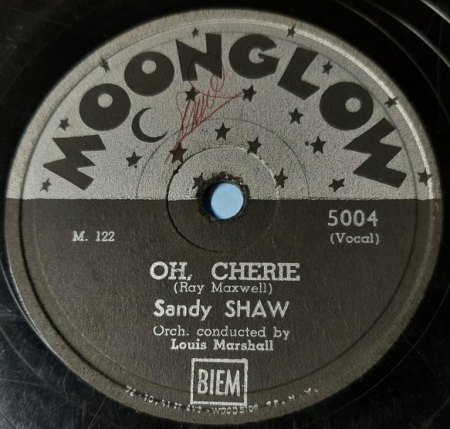 MOONGLOW
5004
M. 122
(Vocal)
OH, CHERIE
(Ray Maxwell)
Sandy SHAW
Orch. conducted by
Louis Marshall
BIEM